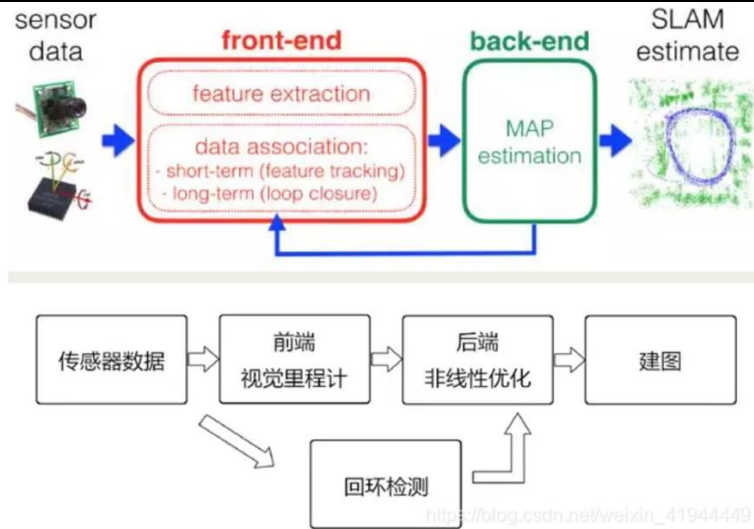 sensor
data
front-end
back-end
SLAM
estimate
feature extraction
data association:
- short-term (feature tracking)
- long-term (loop closure)
MAP
estimation
传感器数据
前端
视觉里程计
后端
非线性优化
建图
回环检测
https://blog.csdn.net/weixin_41944449